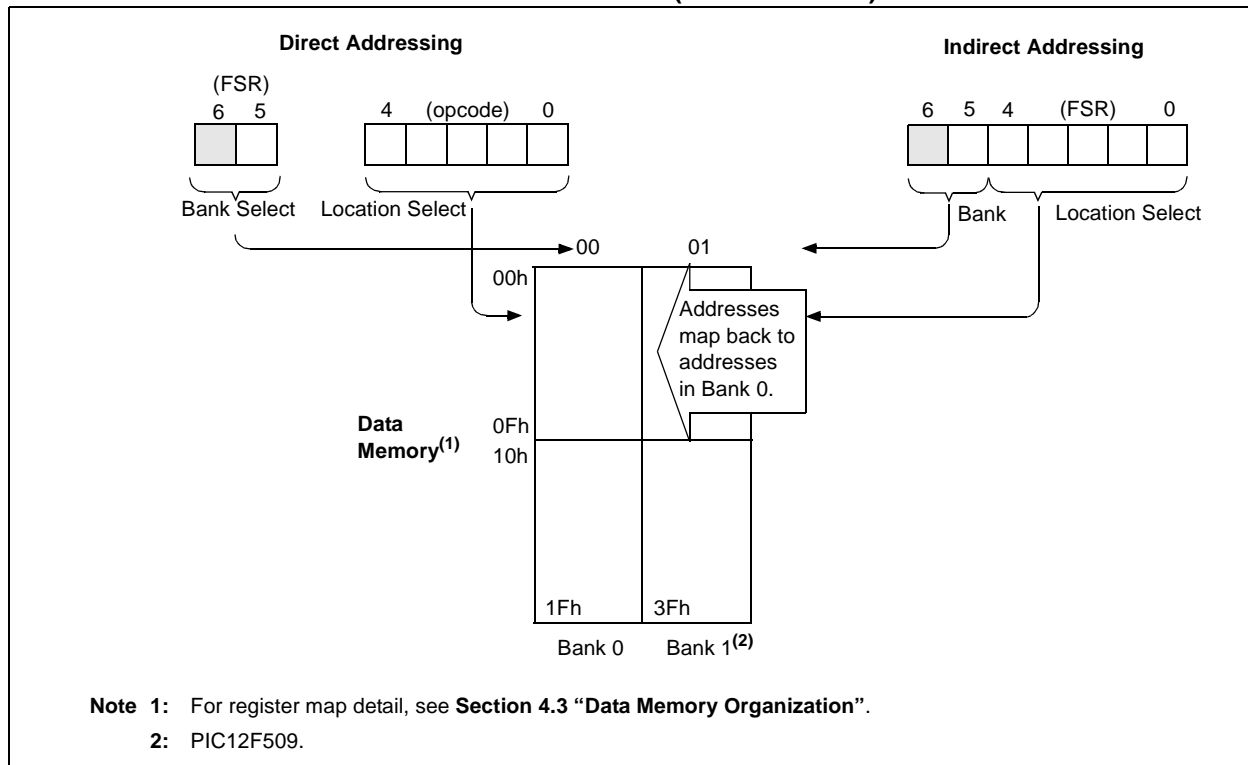 Direct Addressing
Indirect Addressing
(FSR)
6 5
4 (opcode) 0
6 5 4 (FSR) 0
Bank Select
Location Select
Bank
Location Select
00 01
00h
Addresses
map back to
addresses
in Bank 0.
Data
Memory(1)
0Fh
10h
1Fh
3Fh
Bank 0
Bank 1(2)
Note 1: For register map detail, see Section 4.3 “Data Memory Organization”.
2: PIC12F509.